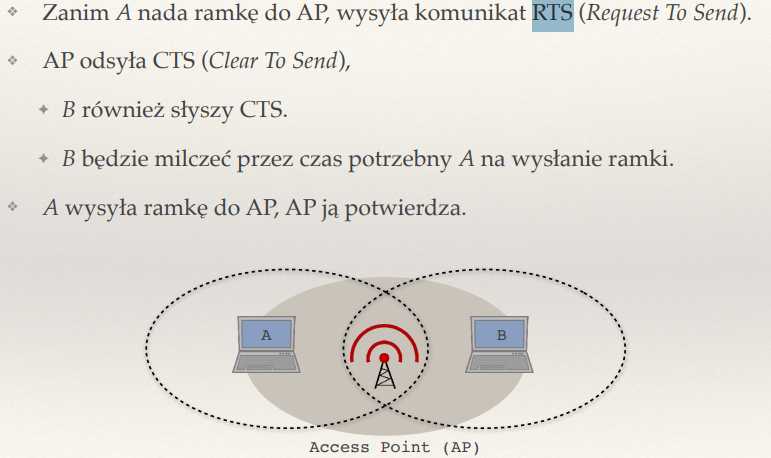 Zanim A nada ramkę do AP, wysyła komunikat RTS (Request To Send).
AP odsyła CTS (Clear To Send),
B również słyszy CTS.
B będzie milczeć przez czas potrzebny A na wysłanie ramki.
A wysyła ramkę do AP, AP ją potwierdza.
A
B
Access Point (AP)